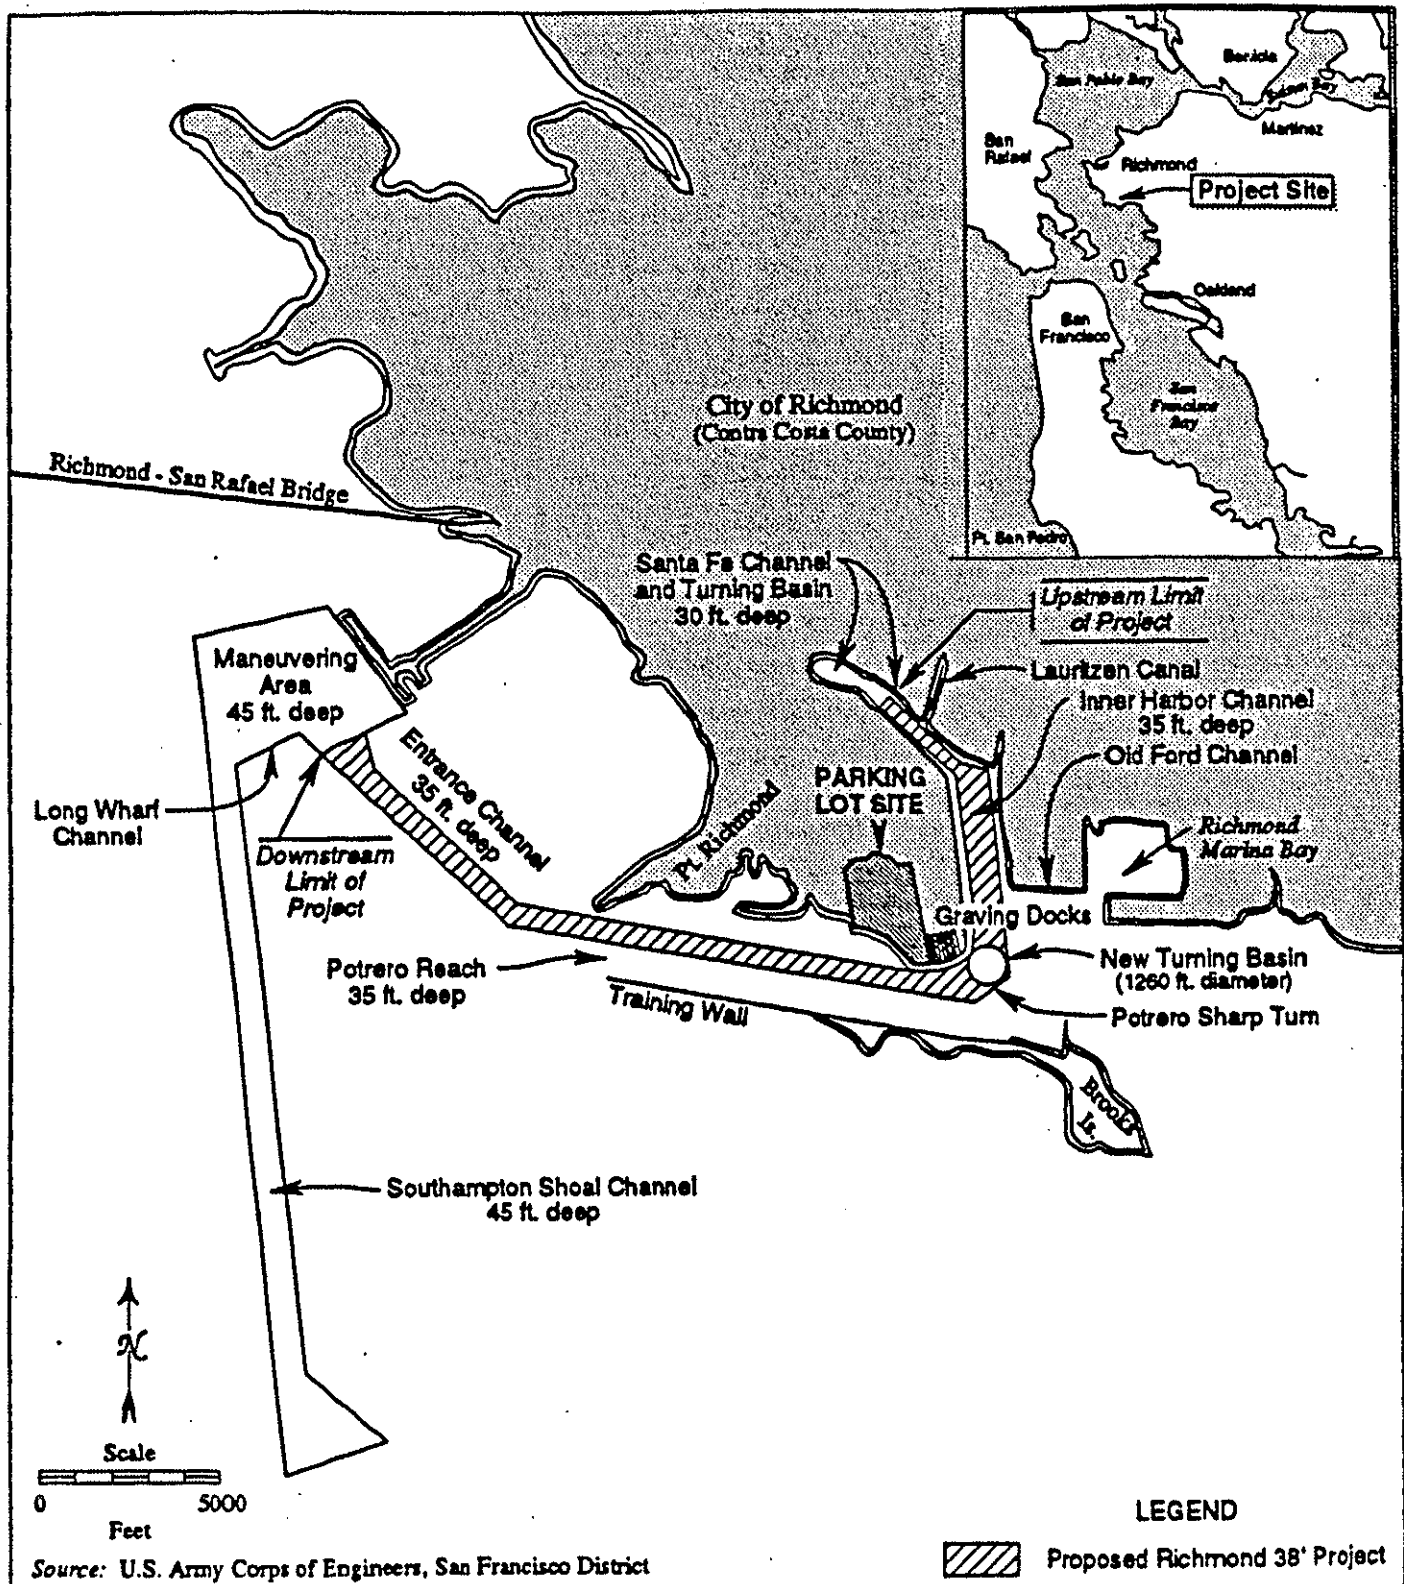 San Pablo Bay
Benicia
Suisun Bay
Martinez
San
Rafael
Richmond
Project Site
Oakland
San
Francisco
San
Francisco
Bay
Pt. San Pedro
City of Richmond
(Contra Costa County)
Richmond - San Rafael Bridge
Santa Fe Channel
and Turning Basin
30 ft. deep
Upstream Limit
of Project
Lauritzen Canal
Inner Harbor Channel
35 ft. deep
Old Ford Channel
Maneuvering
Area
45 ft. deep
Entrance Channel
35 ft. deep
PARKING
LOT SITE
Long Wharf
Channel
Downstream
Limit of
Project
Pt. Richmond
Richmond
Marina Bay
Graving Docks
Potrero Reach
35 ft. deep
Training Wall
New Turning Basin
(1260 ft. diameter)
Potrero Sharp Turn
Brooks
Is.
Southampton Shoal Channel
45 ft. deep
N
Scale
0 5000
Feet
LEGEND
Proposed Richmond 38' Project
Source: U.S. Army Corps of Engineers, San Francisco District